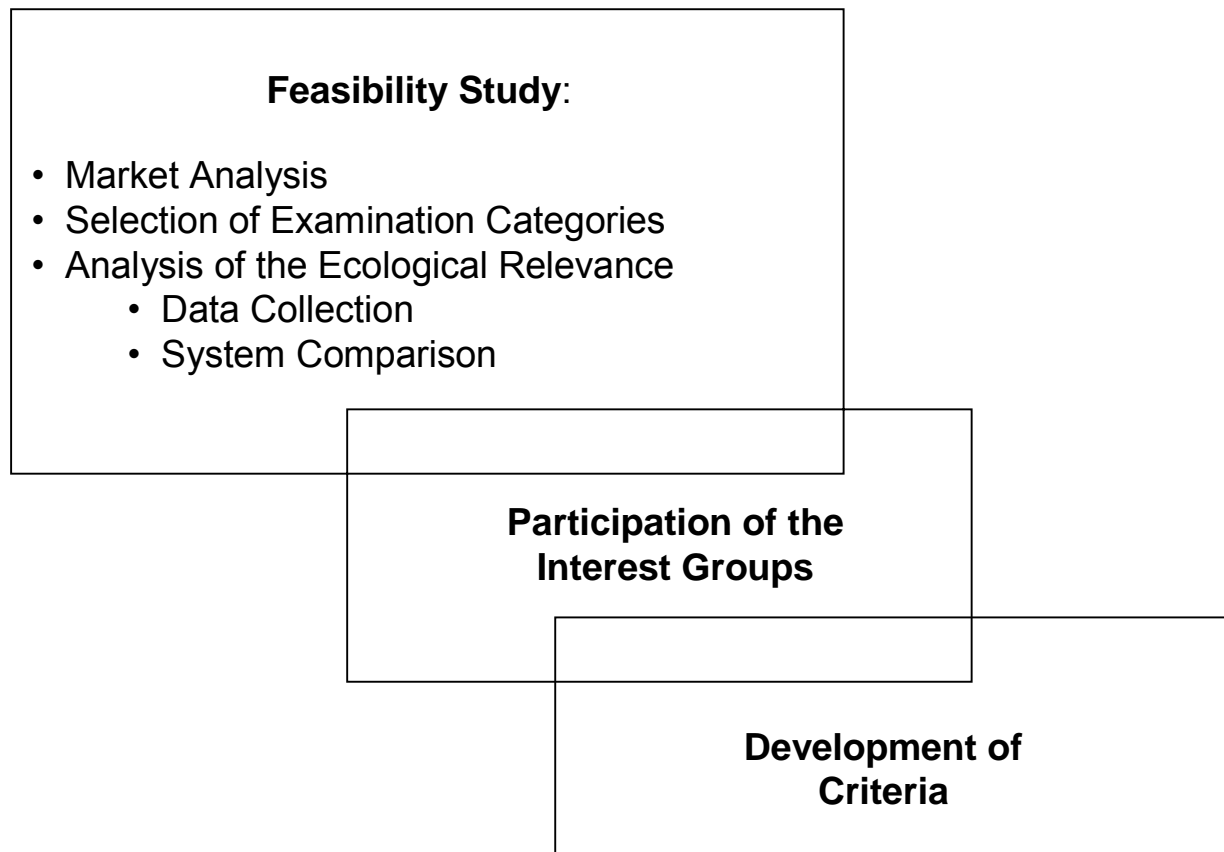 Feasibility Study:
• Market Analysis
• Selection of Examination Categories
• Analysis of the Ecological Relevance
• Data Collection
• System Comparison
Participation of the
Interest Groups
Development of
Criteria